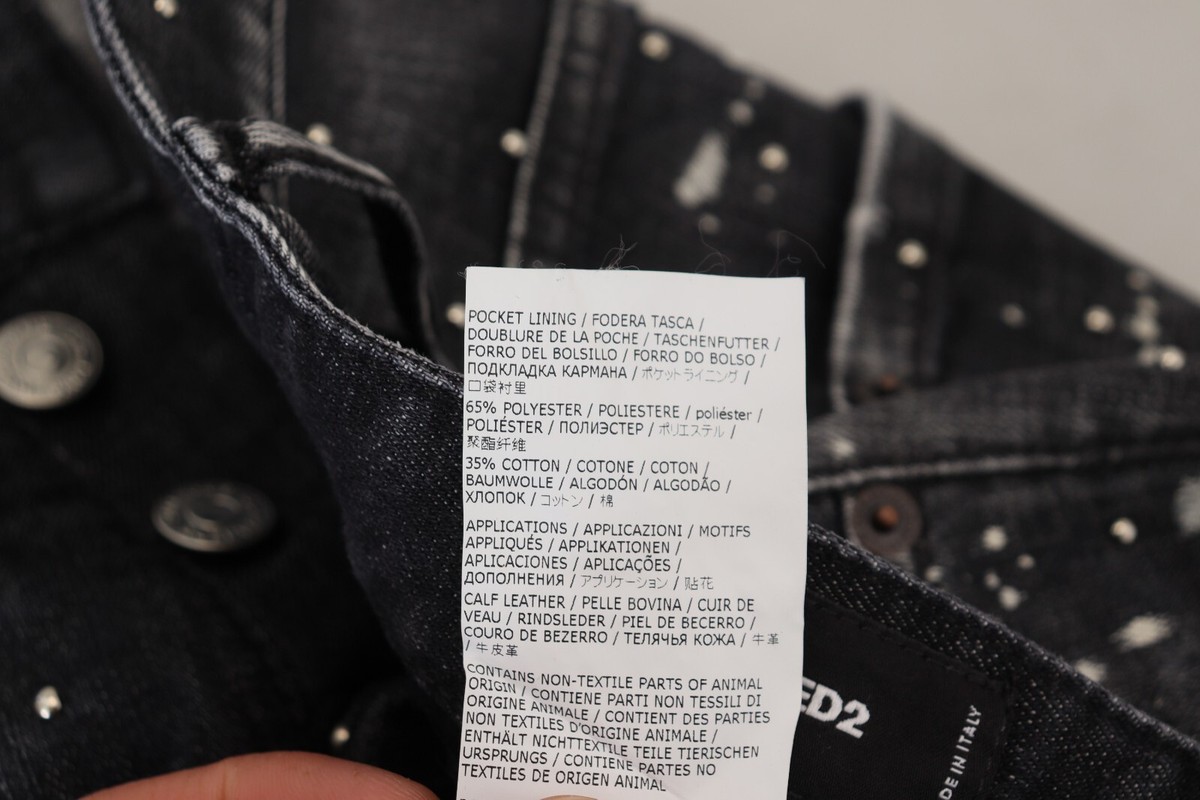 POCKET LINING / FODERA TASCA /
DOUBLURE DE LA POCHE / TASCHENFUTTER /
FORRO DEL BOLSILLO / FORRO DO BOLSO /
ПОДКЛАДКА КАРМАНА / ポケットライニング /
口袋衬里
65% POLYESTER / POLIESTERE / poliéster /
POLIÉSTER / ПОЛИЭСТЕР / ポリエステル /
聚酯纤维
35% COTTON / COTONE / COTON /
BAUMWOLLE / ALGODÓN / ALGODÃO /
ХЛОПОК / コットン / 棉
APPLICATIONS / APPLICAZIONI / MOTIFS
APPLIQUÉS / APPLIKATIONEN /
APLICACIONES / APLICAÇÕES /
ДОПОЛНЕНИЯ / アプリケーション / 贴花
CALF LEATHER / PELLE BOVINA / CUIR DE
VEAU / RINDSLEDER / PIEL DE BECERRO /
COURO DE BEZERRO / ТЕЛЯЧЬЯ КОЖА / 牛革
/ 牛皮革
CONTAINS NON-TEXTILE PARTS OF ANIMAL
ORIGIN / CONTIENE PARTI NON TESSILI DI
ORIGINE ANIMALE / CONTIENT DES PARTIES
NON TEXTILES D'ORIGINE ANIMALE /
ENTHÄLT NICHTTEXTILE TEILE TIERISCHEN
URSPRUNGS / CONTIENE PARTES NO
TEXTILES DE ORIGEN ANIMAL
ED2
DE IN ITALY